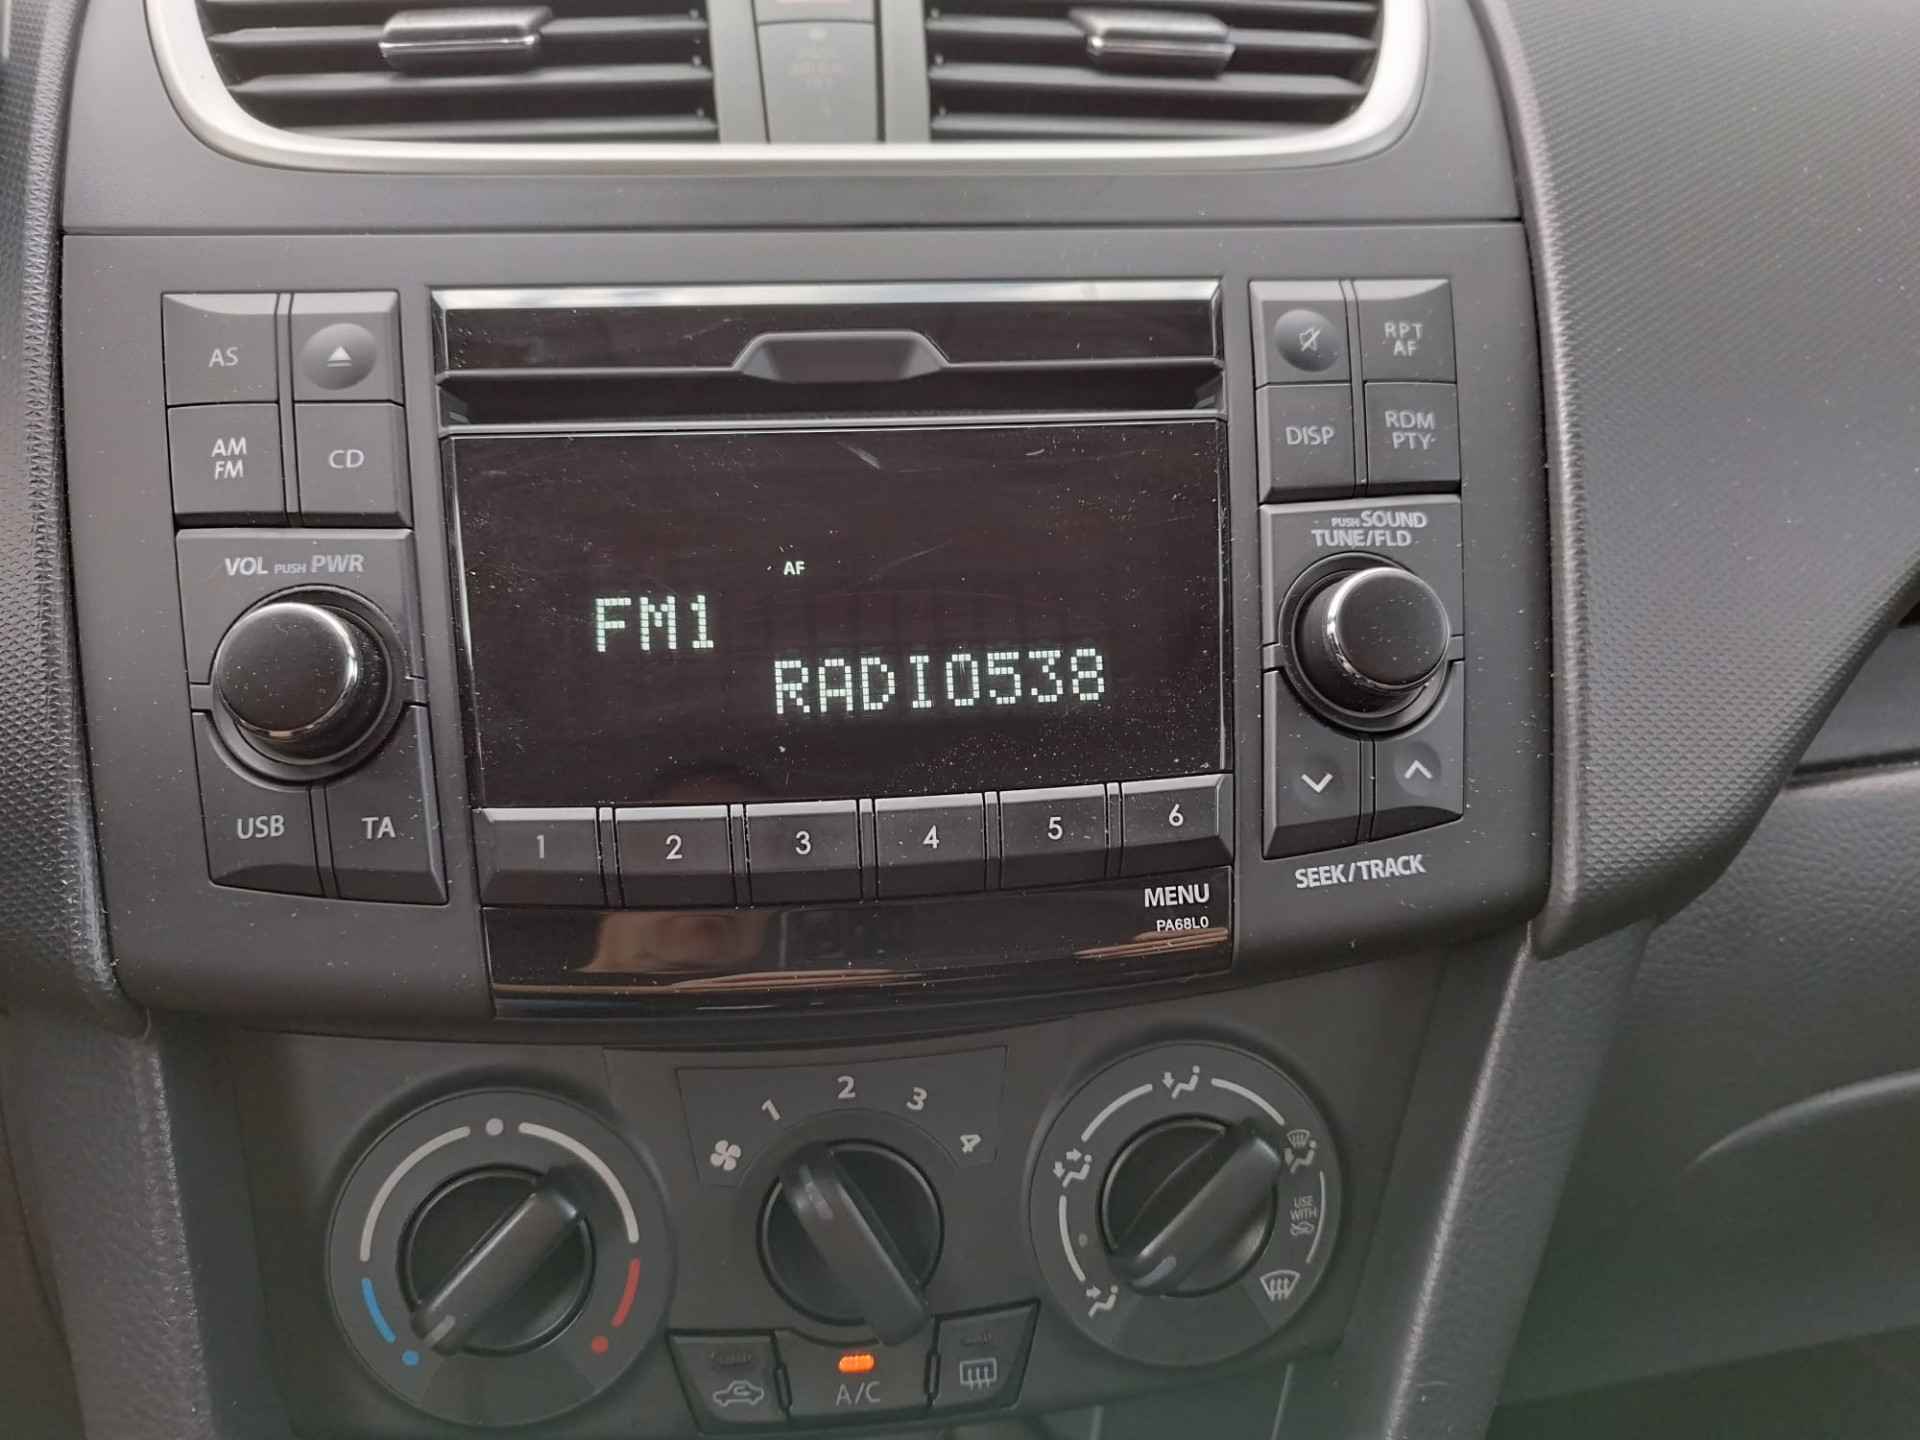 AS
AM
FM
CD
VOL PUSH PWR
USB
TA
AF
FM1
RADIO538
1
2
3
4
5
6
MENU
PA68L0
RPT
AF
DISP
RDM
PTY
PUSH SOUND
TUNE/FLD
SEEK/TRACK
1
2
3
4
A/C
USE
WITH